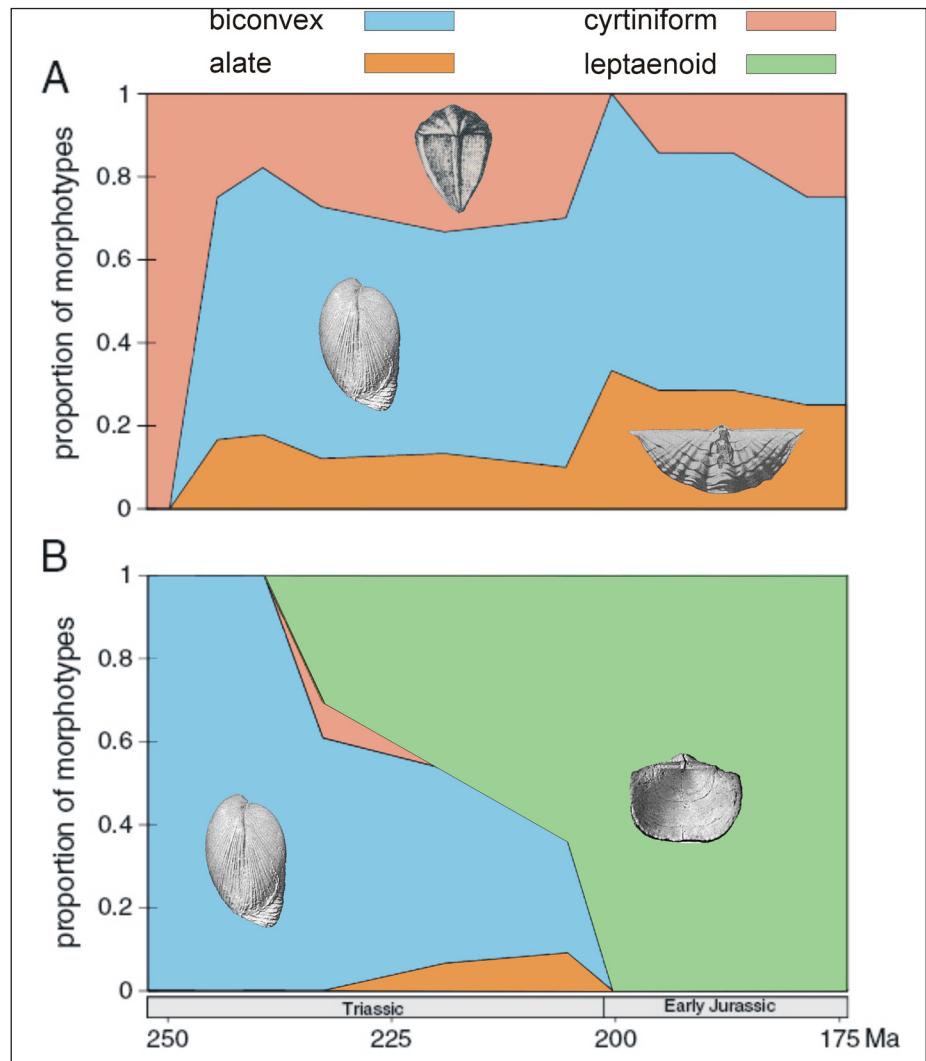 biconvex cyrtiniform
alate leptaenoid
A
1
0.8
0.6
0.4
0.2
0
proportion of morphotypes
B
1
0.8
0.6
0.4
0.2
0
proportion of morphotypes
Triassic Early Jurassic
250 225 200 175 Ma